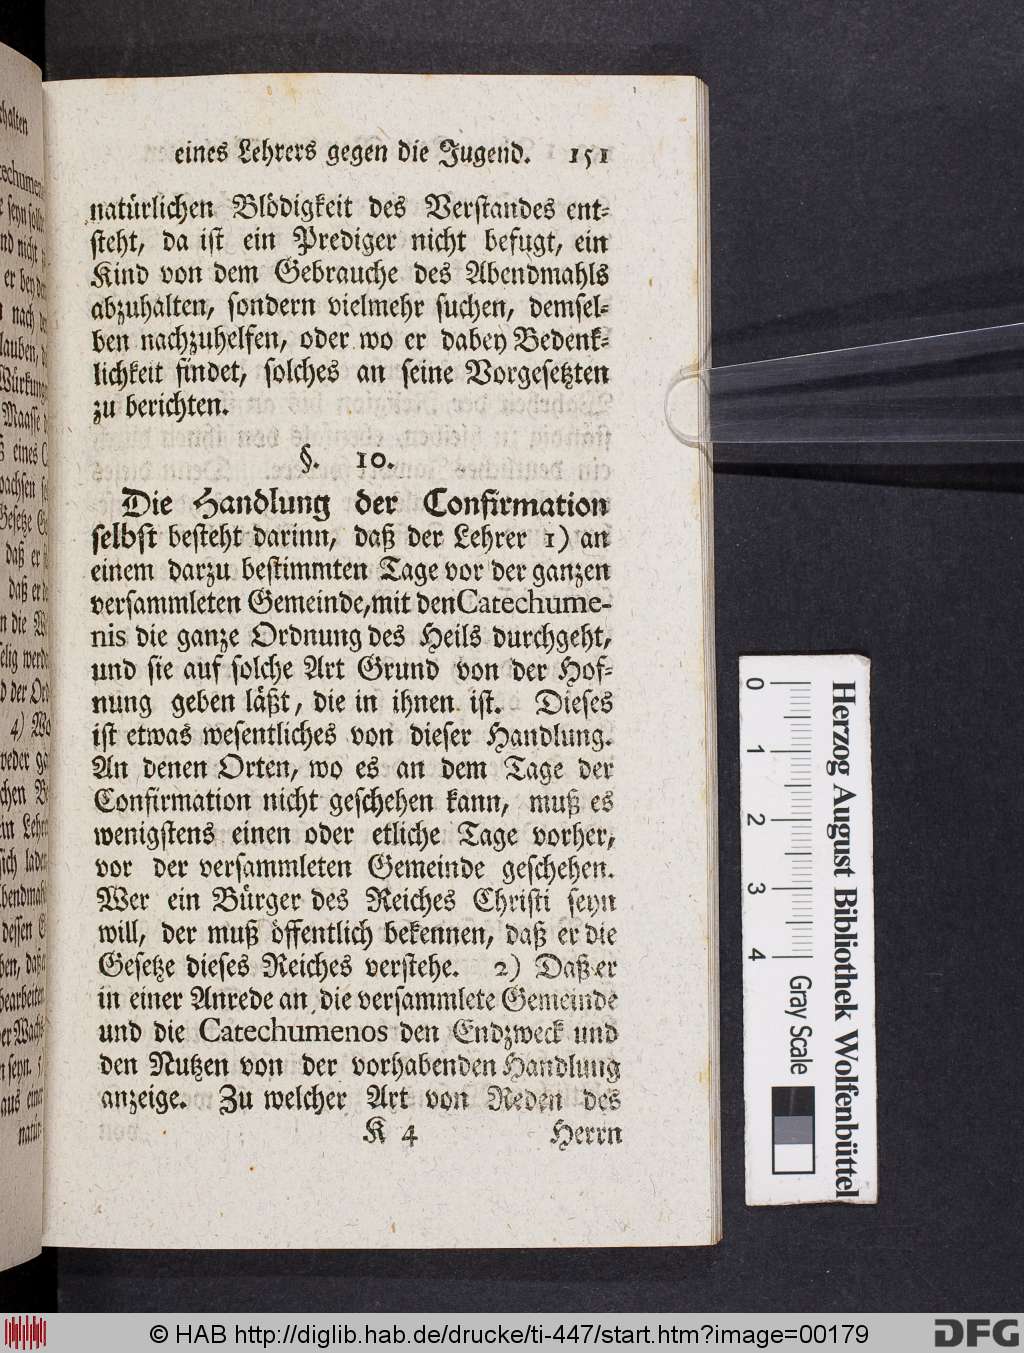 eines Lehrers gegen die Jugend. 151
natürlichen Blödigkeit des Verstandes ent-
steht, da ist ein Prediger nicht befugt, ein
Kind von dem Gebrauche des Abendmahls
abzuhalten, sondern vielmehr suchen, demsel-
ben nachzuhelfen, oder wo er dabey Bedenk-
lichkeit findet, solches an seine Vorgesetzten
zu berichten.
§. 10.
Die Handlung der Confirmation
selbst besteht darinn, daß der Lehrer 1) an
einem darzu bestimmten Tage vor der ganzen
versammleten Gemeinde, mit den Catechume-
nis die ganze Ordnung des Heils durchgeht,
und sie auf solche Art Grund von der Hof-
nung geben läßt, die in ihnen ist. Dieses
ist etwas wesentliches von dieser Handlung.
An denen Orten, wo es an dem Tage der
Confirmation nicht geschehen kann, muß es
wenigstens einen oder etliche Tage vorher,
vor der versammleten Gemeinde geschehen.
Wer ein Bürger des Reiches Christi seyn
will, der muß öffentlich bekennen, daß er die
Gesetze dieses Reiches verstehe. 2) Daß er
in einer Anrede an die versammlete Gemeinde
und die Catechumenos den Endzweck und
den Nutzen von der vorhabenden Handlung
anzeige. Zu welcher Art von Reden des
K 4 Herrn
0 1 2 3 4 Gray Scale
Herzog August Bibliothek Wolfenbüttel
© HAB http://diglib.hab.de/drucke/ti-447/start.htm?image=00179
DFG